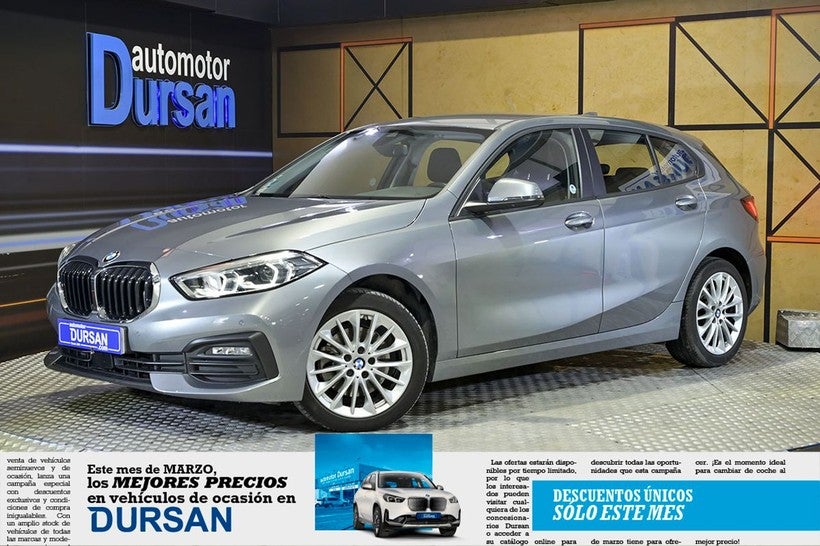 automotor
DURSAN
automotor
DURSAN
.com
venta de vehículos
seminuevos y de
ocasión, lanza una
campaña especial
con descuentos
exclusivos y condi-
ciones de compra
inigualables. Con
un amplio stock de
vehículos de todas
las marcas y mode-
Este mes de MARZO,
los MEJORES PRECIOS
en vehículos de ocasión en
DURSAN
automotor Dursan
DURSAN
Las ofertas estarán dispo-
nibles por tiempo limitado,
por lo que
los interesa-
dos pueden
visitar cual-
quiera de los
concesiona-
rios Dursan
o acceder a
su catálogo online para
descubrir todas las oportu-
nidades que esta campaña
de marzo tiene para ofre-
cer. ¡Es el momento ideal
para cambiar de coche al
mejor precio!
DESCUENTOS ÚNICOS
SÓLO ESTE MES